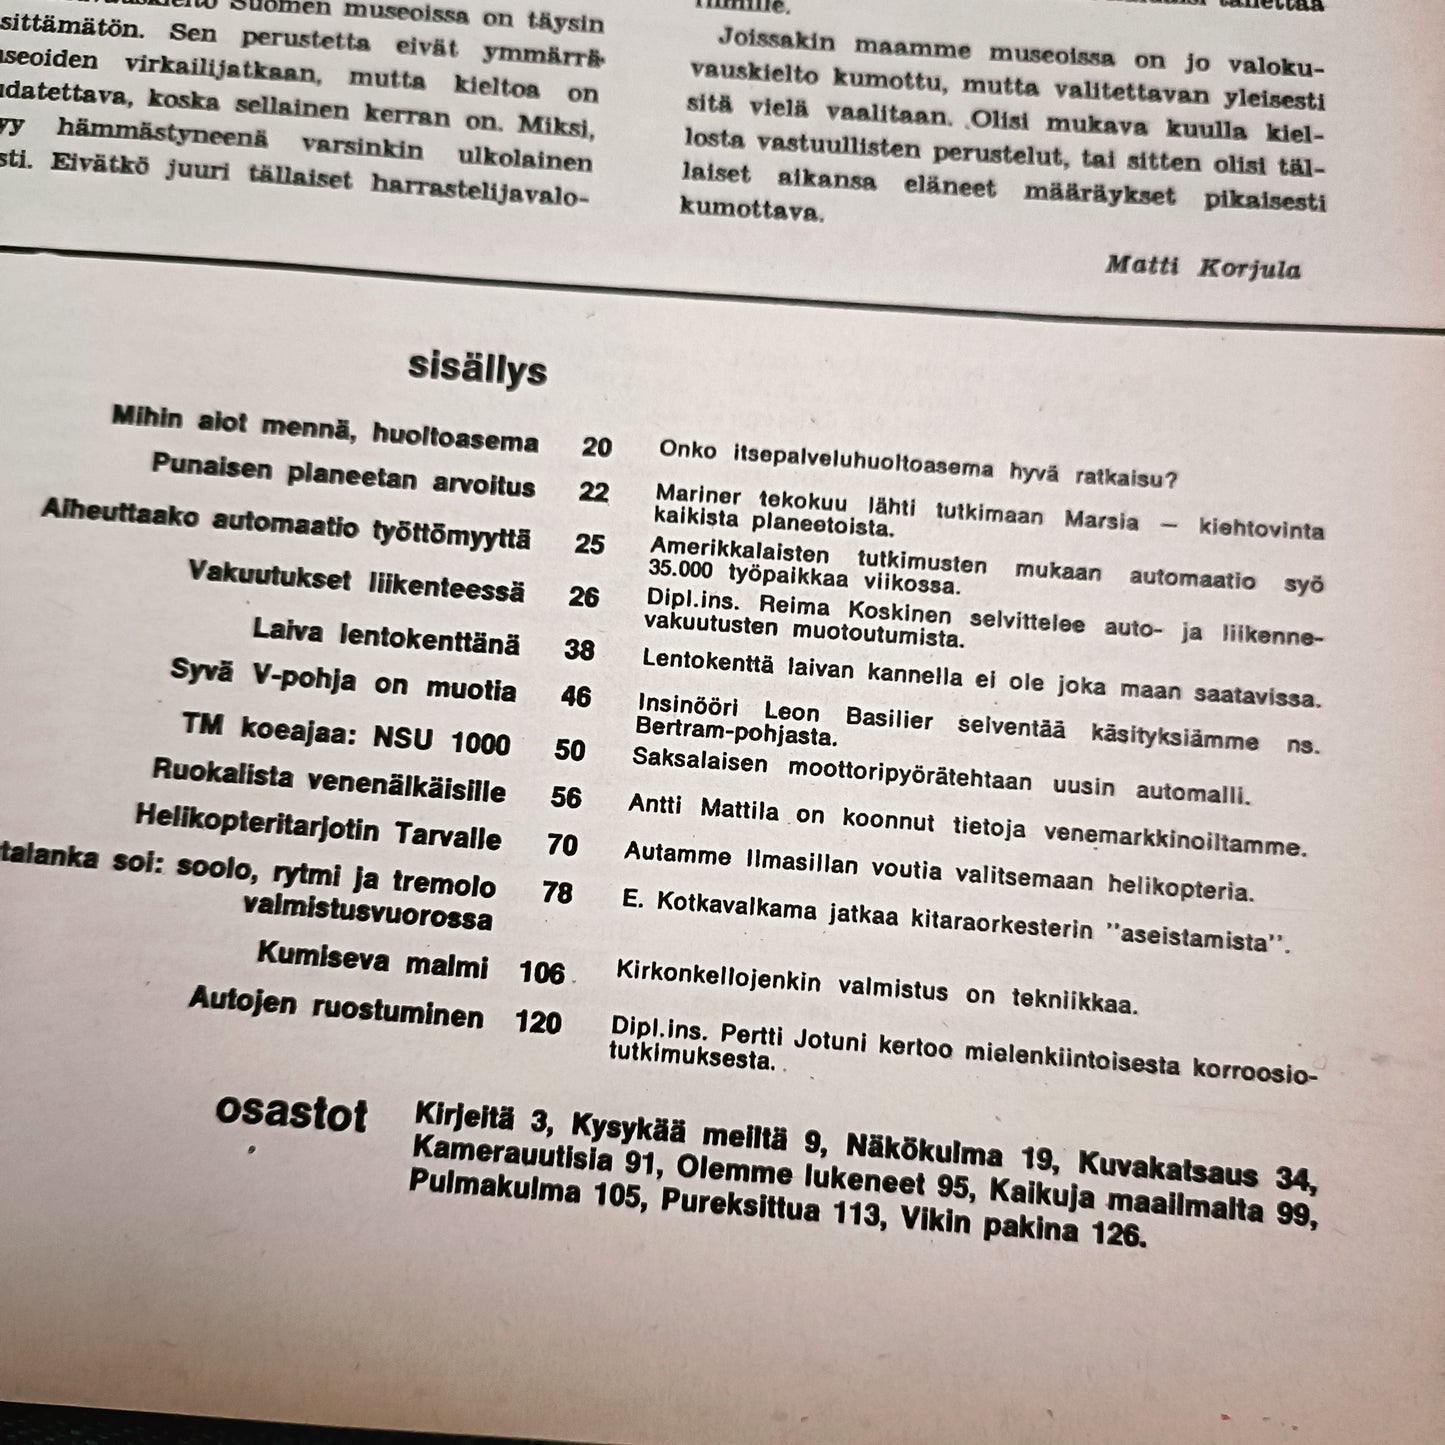 Suomen museoissa on täysin
sittämätön. Sen perustetta eivät ymmärrä
virkailijatkaan, mutta kieltoa on
koska sellainen kerran on. Miksi,
hämmästyneenä varsinkin ulkolainen
Eivätkö juuri tällaiset harrastelijavalo-
Joissakin maamme museoissa on jo valoku-
vauskielto kumottu, mutta valitettavan yleisesti
sitä vielä vaalitaan. Olisi mukava kuulla kiel-
losta vastuullisten perustelut, tai sitten olisi täl-
laiset aikansa eläneet määräykset pikaisesti
kumottava.
Matti Korjula
sisällys
Mihin aiot mennä, huoltoasema 20 Onko itsepalveluhuoltoasema hyvä ratkaisu?
Punaisen planeetan arvoitus 22 Mariner tekokuu lähti tutkimaan Marsia — kiehtovinta
kaikista planeetoista.
Aiheuttaako automaatio työttömyyttä 25 Amerikkalaisten tutkimusten mukaan automaatio syö
35.000 työpaikkaa viikossa.
Vakuutukset liikenteessä 26 Dipl.ins. Reima Koskinen selvittelee auto- ja liikenne-
vakuutusten muotoutumista.
Laiva lentokenttänä 38 Lentokenttä laivan kannella ei ole joka maan saatavissa.
Syvä V-pohja on muotia 46 Insinööri Leon Basilier selventää käsityksiämme ns.
Bertram-pohjasta.
TM koeajaa: NSU 1000 50 Saksalaisen moottoripyörätehtaan uusin automalli.
Ruokalista venenälkäisille 56 Antti Mattila on koonnut tietoja venemarkkinoiltamme.
Helikopteritarjotin Tarvalle 70 Autamme Ilmasillan voutia valitsemaan helikopteria.
talanka soi: soolo, rytmi ja tremolo 78 E. Kotkavalkama jatkaa kitaraorkesterin ''aseistamista''.
valmistusvuorossa
Kumiseva malmi 106 Kirkonkellojenkin valmistus on tekniikkaa.
Autojen ruostuminen 120 Dipl.ins. Pertti Jotuni kertoo mielenkiintoisesta korroosio-
tutkimuksesta.
osastot Kirjeitä 3, Kysykää meiltä 9, Näkökulma 19, Kuvakatsaus 34,
Kamerauutisia 91, Olemme lukeneet 95, Kaikuja maailmalta 99,
Pulmakulma 105, Pureksittua 113, Vikin pakina 126.